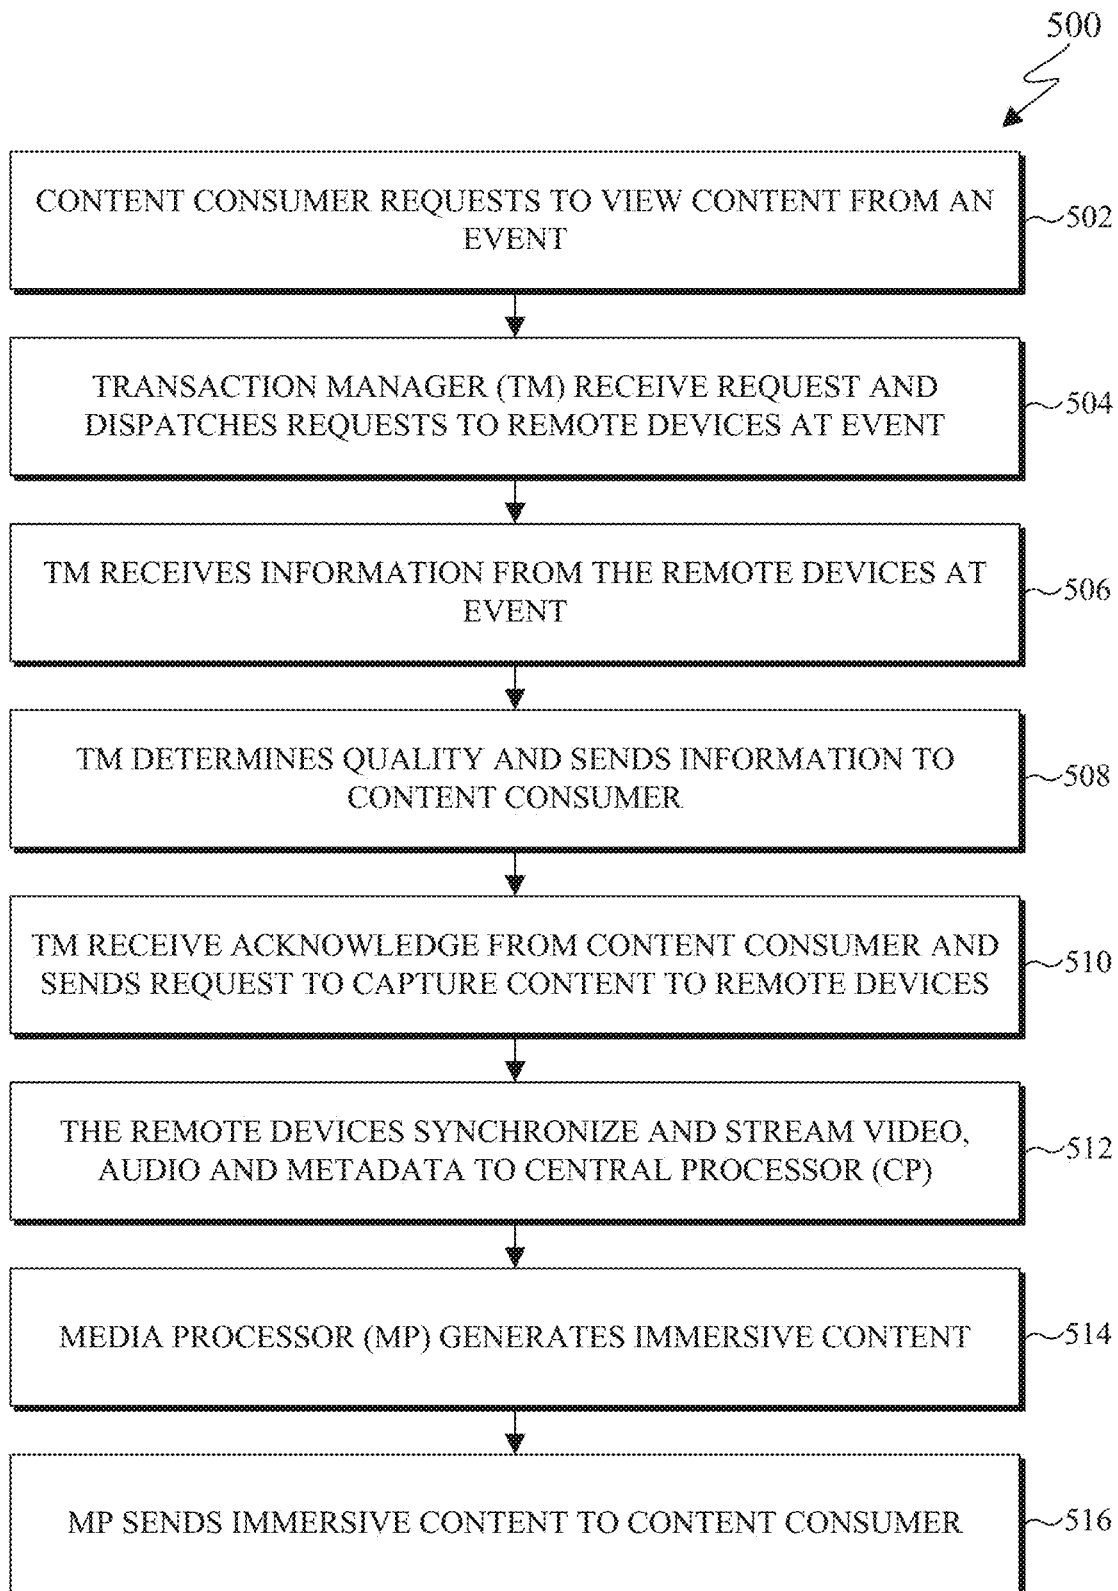 500
CONTENT CONSUMER REQUESTS TO VIEW CONTENT FROM AN
EVENT
502
TRANSACTION MANAGER (TM) RECEIVE REQUEST AND
DISPATCHES REQUESTS TO REMOTE DEVICES AT EVENT
504
TM RECEIVES INFORMATION FROM THE REMOTE DEVICES AT
EVENT
506
TM DETERMINES QUALITY AND SENDS INFORMATION TO
CONTENT CONSUMER
508
TM RECEIVE ACKNOWLEDGE FROM CONTENT CONSUMER AND
SENDS REQUEST TO CAPTURE CONTENT TO REMOTE DEVICES
510
THE REMOTE DEVICES SYNCHRONIZE AND STREAM VIDEO,
AUDIO AND METADATA TO CENTRAL PROCESSOR (CP)
512
MEDIA PROCESSOR (MP) GENERATES IMMERSIVE CONTENT
514
MP SENDS IMMERSIVE CONTENT TO CONTENT CONSUMER
516